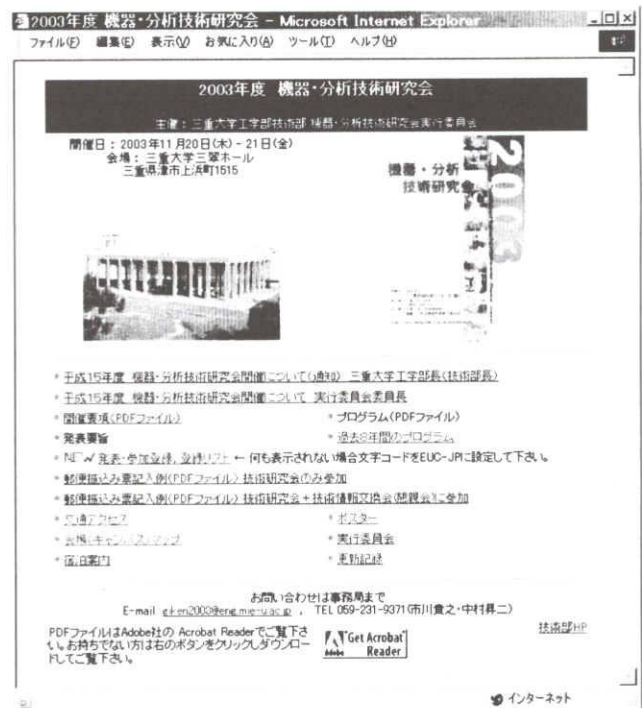 2003年度 機器・分析技術研究会 - Microsoft Internet Explorer
ファイル(F) 編集(E) 表示(V) お気に入り(A) ツール(T) ヘルプ(H)
2003年度 機器・分析技術研究会
主催：三重大学工学部技術部 機器・分析技術研究会実行委員会
開催日：2003年11月20日(木) - 21日(金)
会場：三重大学三翠ホール
三重県津市上浜町1515
機器・分析
技術研究会
2003
* 平成15年度 機器・分析技術研究会開催について(通知) 三重大学工学部長(技術部長)
* 平成15年度 機器・分析技術研究会開催について 実行委員会委員長
* 開催要項(PDFファイル)
* プログラム(PDFファイル)
* 発表要旨
* 過去8年間のプログラム
* NEW 発表・参加登録, 登録リスト ← 何も表示されない場合文字コードをEUC-JPに設定して下さい。
* 郵便振込み票記入例(PDFファイル) 技術研究会のみ参加
* 郵便振込み票記入例(PDFファイル) 技術研究会+技術情報交換会(懇親会)に参加
* 交通アクセス
* ポスター
* 会場(キャンパス)マップ
* 実行委員会
* 宿泊案内
* 更新記録
お問い合わせは事務局まで
E-mail g-ken2003@eng.mie-u.ac.jp , TEL 059-231-9371(市川貴之・中村昇二)
PDFファイルはAdobe社の Acrobat Readerでご覧下さ
い。お持ちでない方は右のボタンをクリックしダウンロー
ドしてご覧下さい。
Get Acrobat
Reader
Adobe
技術部HP
インターネット